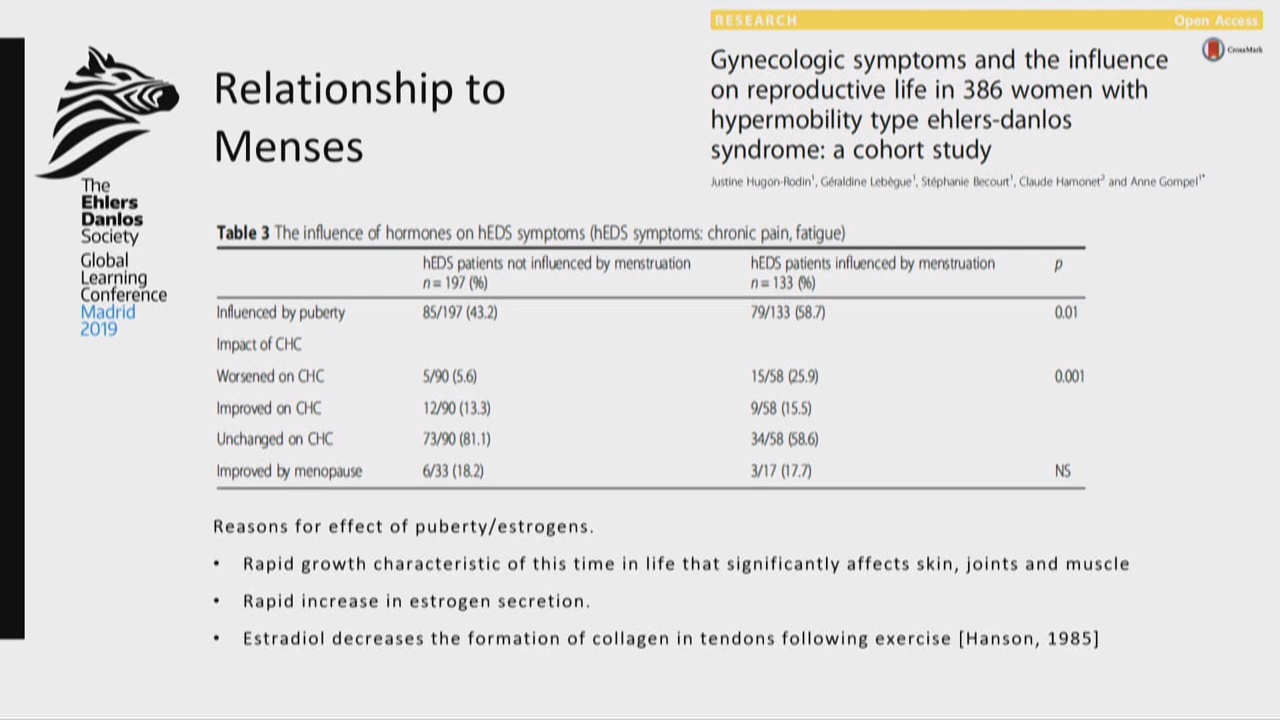 RESEARCH Open Access
CrossMark
Gynecologic symptoms and the influence
on reproductive life in 386 women with
hypermobility type ehlers-danlos
syndrome: a cohort study
Justine Hugon-Rodin¹, Géraldine Lebègue¹, Stéphanie Becourt¹, Claude Hamonet² and Anne Gompel¹*
Relationship to
Menses
The
Ehlers
Danlos
Society
Global
Learning
Conference
Madrid
2019
Table 3 The influence of hormones on hEDS symptoms (hEDS symptoms: chronic pain, fatigue)
hEDS patients not influenced by menstruation hEDS patients influenced by menstruation p
n = 197 (%) n = 133 (%)
Influenced by puberty 85/197 (43.2) 79/133 (58.7) 0.01
Impact of CHC
Worsened on CHC 5/90 (5.6) 15/58 (25.9) 0.001
Improved on CHC 12/90 (13.3) 9/58 (15.5)
Unchanged on CHC 73/90 (81.1) 34/58 (58.6)
Improved by menopause 6/33 (18.2) 3/17 (17.7) NS
Reasons for effect of puberty/estrogens.
• Rapid growth characteristic of this time in life that significantly affects skin, joints and muscle
• Rapid increase in estrogen secretion.
• Estradiol decreases the formation of collagen in tendons following exercise [Hanson, 1985]